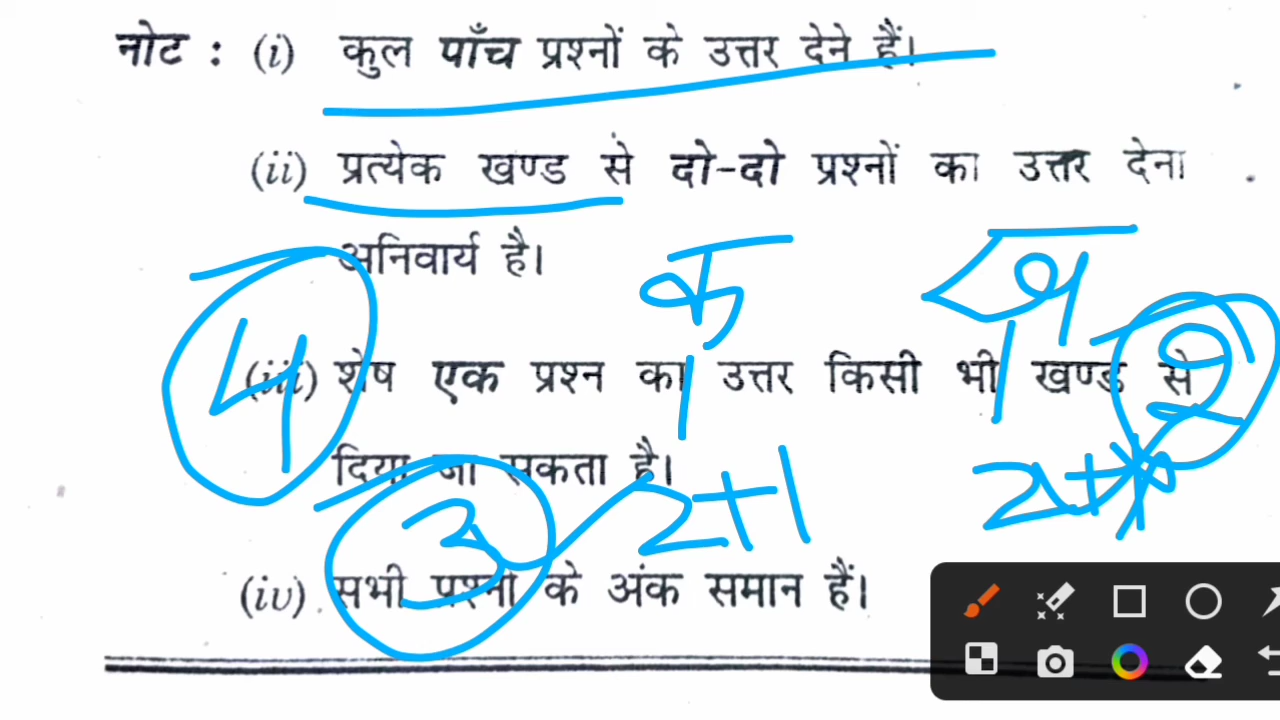 नोट : (i) कुल पाँच प्रश्नों के उत्तर देने हैं।
(ii) प्रत्येक खण्ड से दो-दो प्रश्नों का उत्तर देना
अनिवार्य है।
क ख
4
(iii) शेष एक प्रश्न का उत्तर किसी भी खण्ड से
2
दिया जा सकता है।
3 2+1
(iv) सभी प्रश्नों के अंक समान हैं।